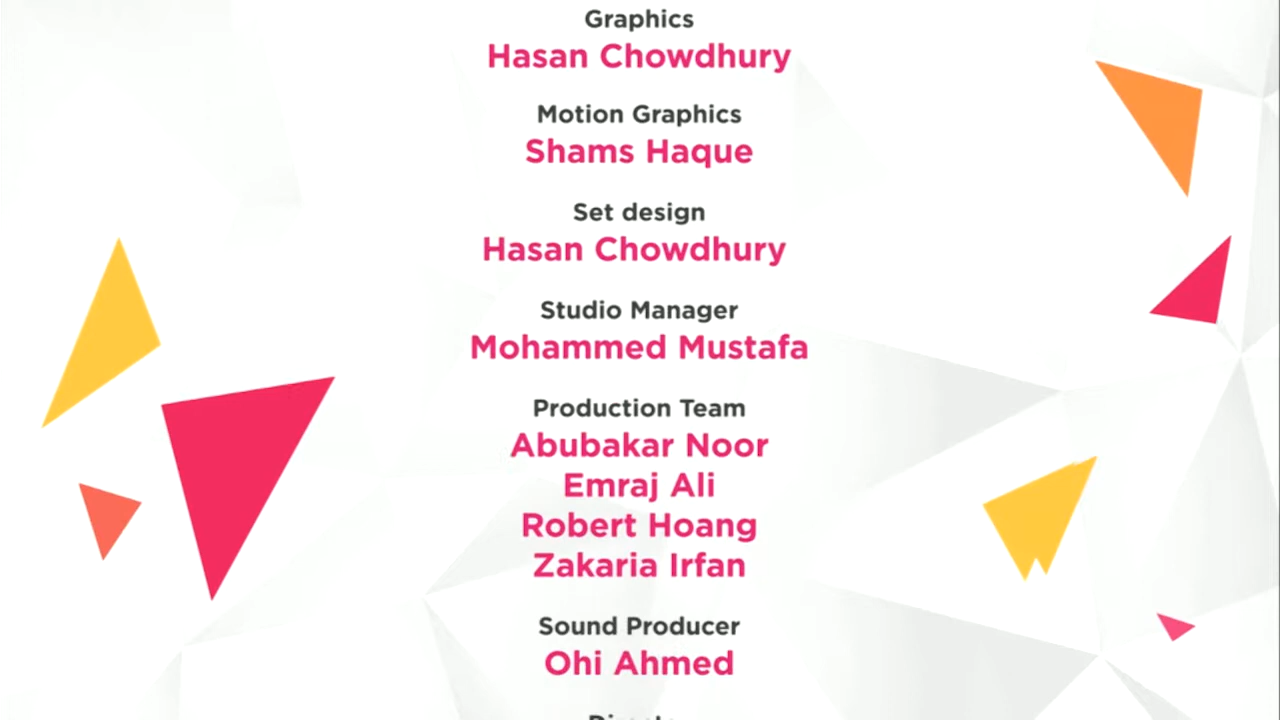 Graphics
Hasan Chowdhury
Motion Graphics
Shams Haque
Set design
Hasan Chowdhury
Studio Manager
Mohammed Mustafa
Production Team
Abubakar Noor
Emraj Ali
Robert Hoang
Zakaria Irfan
Sound Producer
Ohi Ahmed